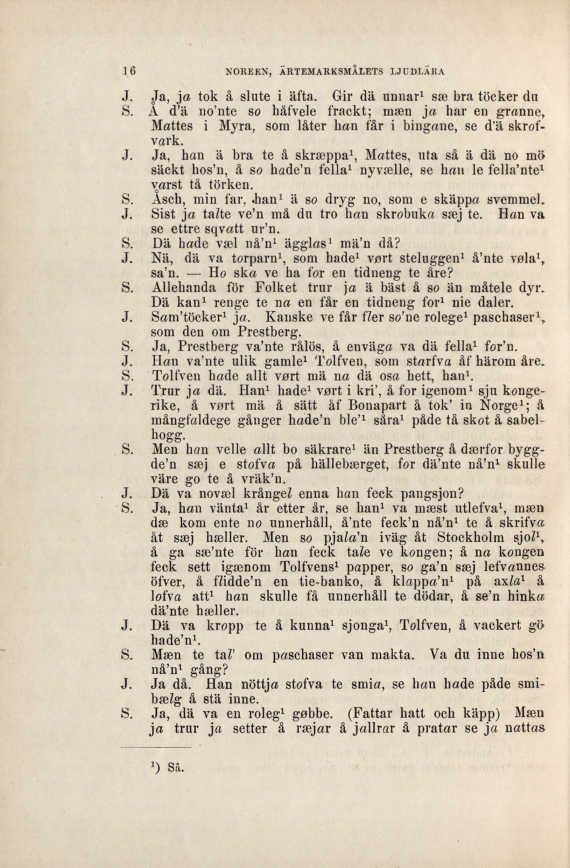 16 NOREEN, ÄRTEMARKSMÅLETS LJUDLÄRA
J. Ja, ja tok å slute i äfta. Gir dä unnar¹ sæ bra töcker du
S. Å d'ä no'nte so håfvele frackt; mæn ja har en granne,
Mattes i Myra, som låter han får i bingane, se d'ä skrof-
vark.
J. Ja, han ä bra te å skræppa¹, Mattes, uta så ä dä no mö
säckt hos'n, å so hade'n fella¹ nyvælle, se han le fella'nte¹
varst tå törken.
S. Åsch, min far, han¹ ä so dryg no, som e skäppa svemmel.
J. Sist ja talte ve'n må du tro han skrobuka sæj te. Han va
se ettre sqvatt ur'n.
S. Dä hade væl nå'n¹ ägglas¹ mä'n då?
J. Nä, dä va torparn¹, som hade¹ vørt steluggen¹ å'nte vøla¹,
sa'n. — Ho ska ve ha for en tidneng te åre?
S. Allehanda för Folket trur ja ä bäst å so än måtele dyr.
Dä kan¹ renge te na en får en tidneng for¹ nie daler.
J. Sam'töcker¹ ja. Kanske ve får fler so'ne rolege¹ paschaser¹,
som den om Prestberg.
S. Ja, Prestberg va'nte rålös, å enväga va dä fella¹ for'n.
J. Han va'nte ulik gamle¹ Tolfven, som starfva åf härom åre.
S. Tolfven hade allt vørt mä na dä osa hett, han¹.
J. Trur ja dä. Han¹ hade¹ vørt i kri', å for igenom¹ sju konge-
rike, å vørt mä å sätt åf Bonapart å tok' in Norge¹; å
mångfaldege gånger hade'n ble'¹ såra¹ påde tå skot å sabel-
hogg.
S. Men han velle allt bo säkrare¹ än Prestberg å dærfor bygg-
de'n sæj e stofva på hällebærget, for dä'nte nå'n¹ skulle
väre go te å vräk'n.
J. Dä va novæl krångel enna han feck pangsjon?
S. Ja, han vänta¹ år etter år, se han¹ va mæst utlefva¹, mæn
dæ kom ente no unnerhåll, å'nte feck'n nå'n¹ te å skrifva
åt sæj hæller. Men so pjala'n iväg åt Stockholm sjol¹,
å ga sæ'nte för han feck tale ve kongen; å na kongen
feck sett igænom Tolfvens¹ papper, so ga'n sæj lefvannes
öfver, å flidde'n en tie-banko, å klappa'n¹ på axla¹ å
lofva att¹ han skulle få unnerhåll te dödar, å se'n hinka
dä'nte hæller.
J. Dä va kropp te å kunna¹ sjonga¹, Tolfven, å vackert gö
hade'n¹.
S. Mæn te tal' om paschaser van makta. Va du inne hos'n
nå'n¹ gång?
J. Ja då. Han nöttja stofva te smia, se han hade påde smi-
bælg å stä inne.
S. Ja, dä va en roleg¹ gøbbe. (Fattar hatt och käpp) Mæn
ja trur ja setter å ræjar å jallrar å pratar se ja nattas
¹) Så.